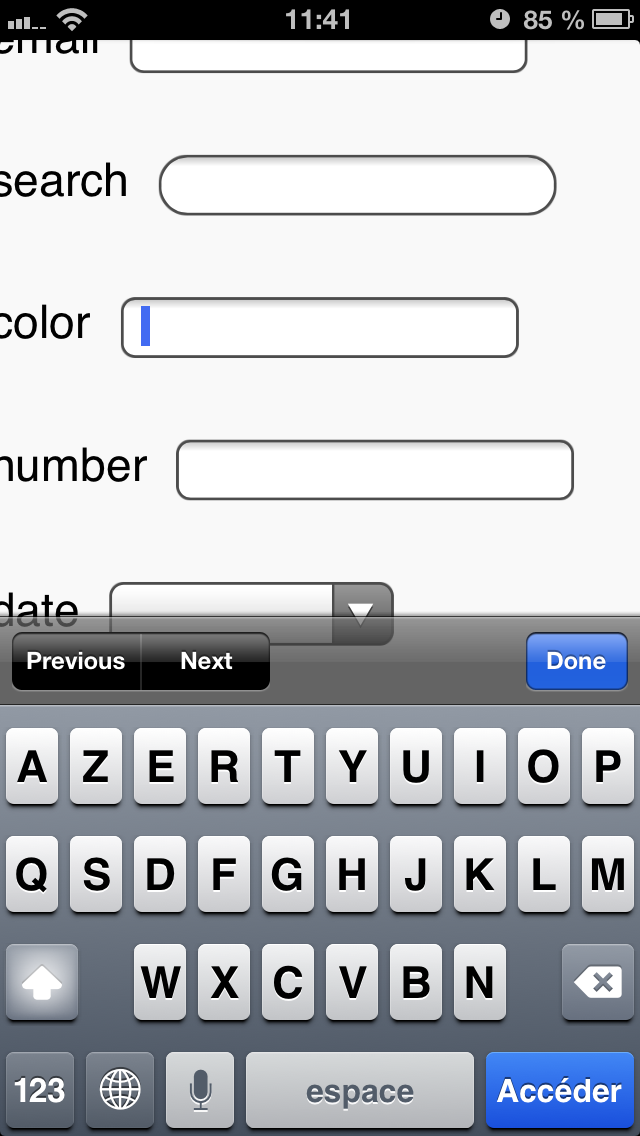 11:41 85 %
email
search
color
number
date
Previous Next Done
A Z E R T Y U I O P
Q S D F G H J K L M
W X C V B N
123 espace Accéder